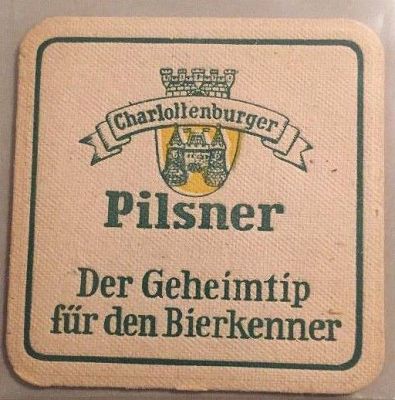 Charlottenburger
Pilsner
Der Geheimtip
für den Bierkenner